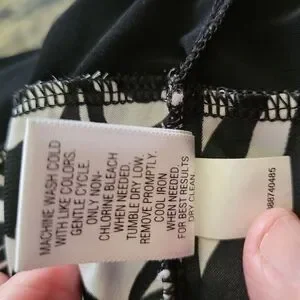 MACHINE WASH COLD
WITH LIKE COLORS.
GENTLE CYCLE.
ONLY NON-
CHLORINE BLEACH
WHEN NEEDED.
TUMBLE DRY LOW.
REMOVE PROMPTLY.
COOL IRON
WHEN NEEDED
FOR BEST RESULTS
DRY CLEAN.
988740485